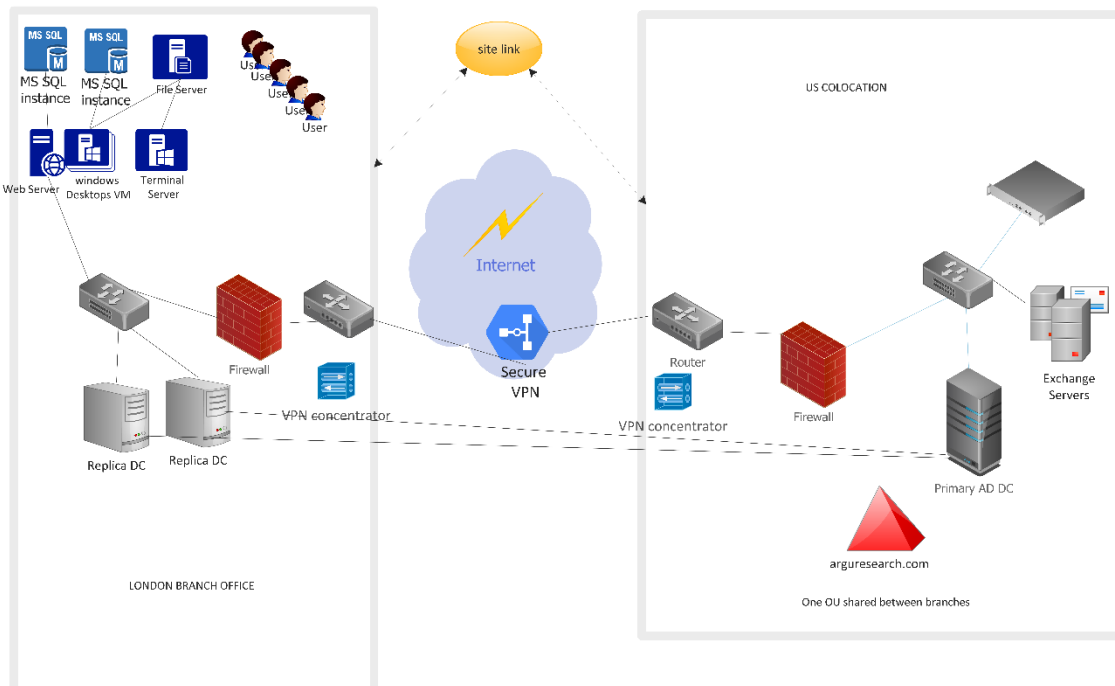 MS SQL
M
MS SQL
instance
MS SQL
M
MS SQL
instance
File Server
User
User
User
User
User
Web Server
windows
Desktops VM
Terminal
Server
site link
US COLOCATION
Internet
Secure
VPN
Firewall
VPN concentrator
Router
VPN concentrator
Firewall
Exchange
Servers
Replica DC
Replica DC
Primary AD DC
arguresearch.com
LONDON BRANCH OFFICE
One OU shared between branches